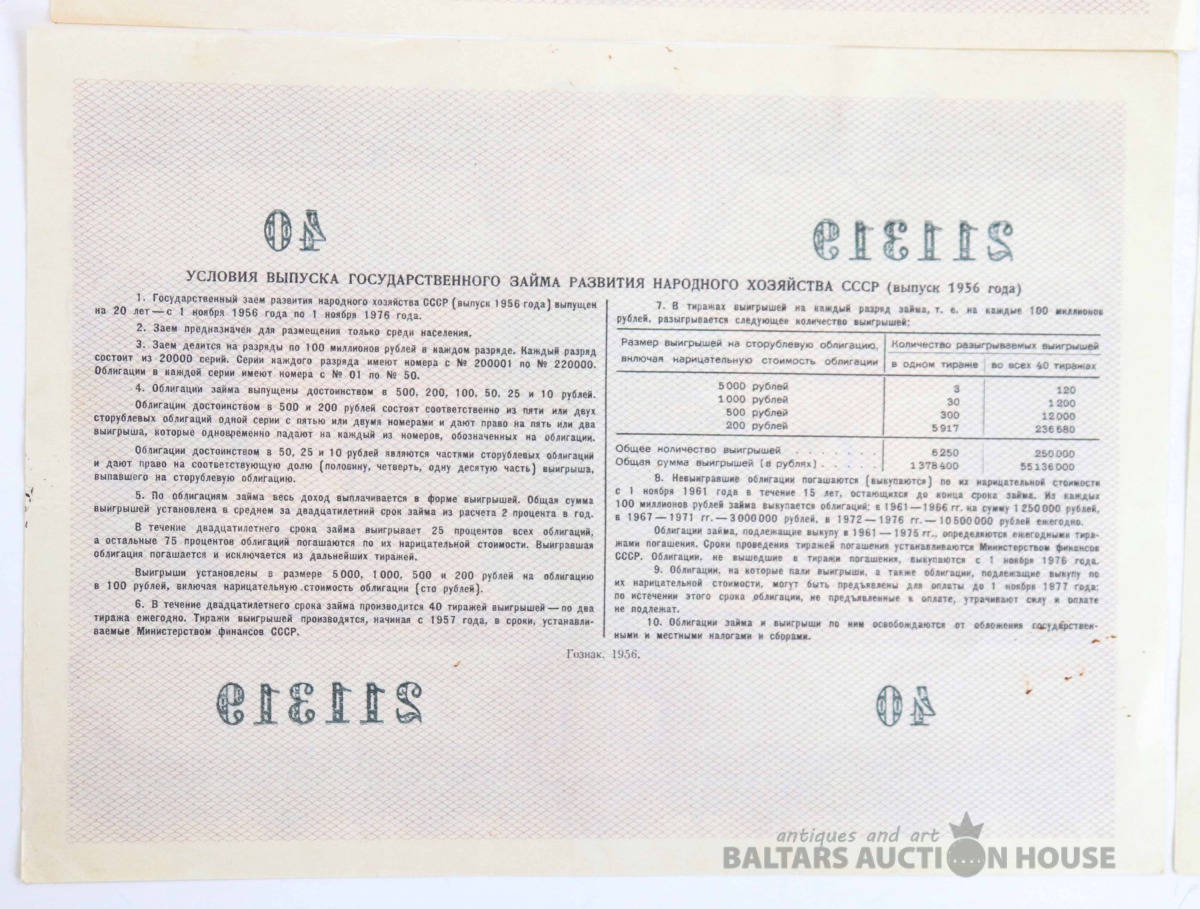 40 211319
УСЛОВИЯ ВЫПУСКА ГОСУДАРСТВЕННОГО ЗАЙМА РАЗВИТИЯ НАРОДНОГО ХОЗЯЙСТВА СССР (выпуск 1956 года)
1. Государственный заем развития народного хозяйства СССР (выпуск 1956 года) выпущен
на 20 лет — с 1 ноября 1956 года по 1 ноября 1976 года.
2. Заем предназначен для размещения только среди населения.
3. Заем делится на разряды по 100 миллионов рублей в каждом разряде. Каждый разряд
состоит из 20000 серий. Серии каждого разряда имеют номера с № 200001 по № 220000.
Облигации в каждой серии имеют номера с № 01 по № 50.
4. Облигации займа выпущены достоинством в 500, 200, 100, 50, 25 и 10 рублей.
Облигации достоинством в 500 и 200 рублей состоят соответственно из пяти или двух
сторублевых облигаций одной серии с пятью или двумя номерами и дают право на пять или два
выигрыша, которые одновременно падают на каждый из номеров, обозначенных на облигации.
Облигации достоинством в 50, 25 и 10 рублей являются частями сторублевых облигаций
и дают право на соответствующую долю (половину, четверть, одну десятую часть) выигрыша,
выпавшего на сторублевую облигацию.
5. По облигациям займа весь доход выплачивается в форме выигрышей. Общая сумма
выигрышей установлена в среднем за двадцатилетний срок займа из расчета 2 процента в год.
В течение двадцатилетнего срока займа выигрывает 25 процентов всех облигаций,
а остальные 75 процентов облигаций погашаются по их нарицательной стоимости. Выигравшая
облигация погашается и исключается из дальнейших тиражей.
Выигрыши установлены в размере 5000, 1000, 500 и 200 рублей на облигацию
в 100 рублей, включая нарицательную стоимость облигации (сто рублей).
6. В течение двадцатилетнего срока займа производится 40 тиражей выигрышей — по два
тиража ежегодно. Тиражи выигрышей производятся, начиная с 1957 года, в сроки, устанавли-
ваемые Министерством финансов СССР.
7. В тиражах выигрышей на каждый разряд займа, т. е. на каждые 100 миллионов
рублей, разыгрывается следующее количество выигрышей:
Размер выигрышей на сторублевую облигацию, Количество разыгрываемых выигрышей
включая нарицательную стоимость облигации в одном тираже во всех 40 тиражах
5000 рублей 3 120
1000 рублей 30 1200
500 рублей 300 12000
200 рублей 5917 236680
Общее количество выигрышей 6250 250000
Общая сумма выигрышей (в рублях) 1378400 55136000
8. Невыигравшие облигации погашаются (выкупаются) по их нарицательной стоимости
с 1 ноября 1961 года в течение 15 лет, остающихся до конца срока займа. Из каждых
100 миллионов рублей займа выкупается облигаций: в 1961—1966 гг. на сумму 1250000 рублей,
в 1967—1971 гг.—3000000 рублей, в 1972—1976 гг.—10500000 рублей ежегодно.
Облигации займа, подлежащие выкупу в 1961—1975 гг., определяются ежегодными тира-
жами погашения. Сроки проведения тиражей погашения устанавливаются Министерством финансов
СССР. Облигации, не вышедшие в тиражи погашения, выкупаются с 1 ноября 1976 года.
9. Облигации, на которые пали выигрыши, а также облигации, подлежащие выкупу по
их нарицательной стоимости, могут быть предъявлены для оплаты до 1 ноября 1977 года;
по истечении этого срока облигации, не предъявленные к оплате, утрачивают силу и оплате
не подлежат.
10. Облигации займа и выигрыши по ним освобождаются от обложения государствен-
ными и местными налогами и сборами.
Гознак. 1956.
211319 40
antiques and art
BALTARS AUCTION HOUSE